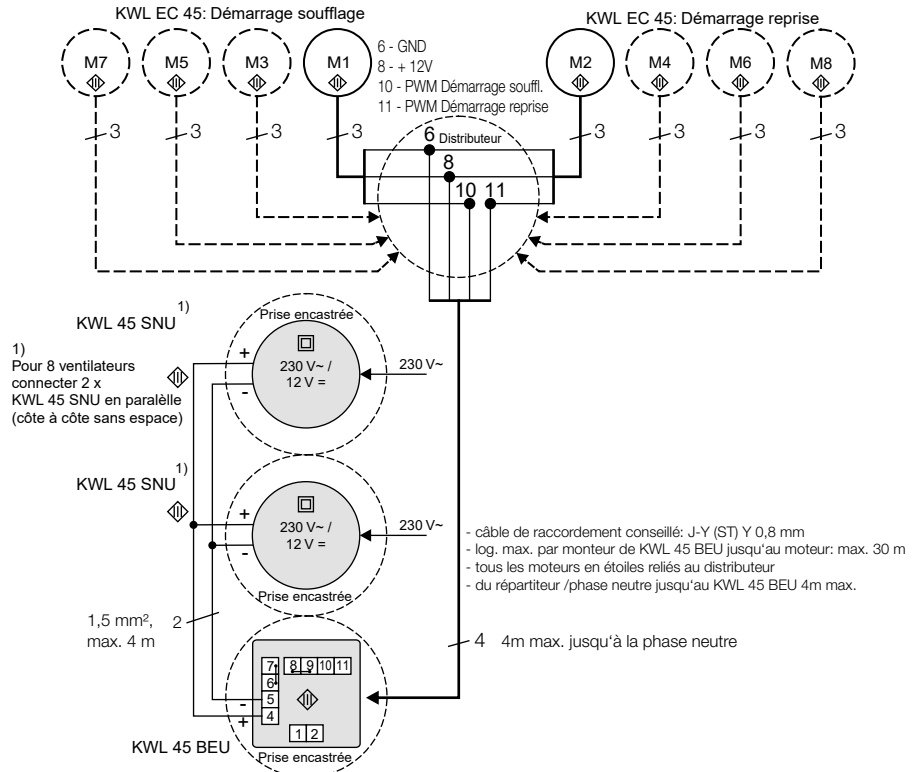 KWL EC 45: Démarrage soufflage
KWL EC 45: Démarrage reprise
M7
M5
M3
M1
M2
M4
M6
M8
6 - GND
8 - + 12V
10 - PWM Démarrage souffl.
11 - PWM Démarrage reprise
3
3
3
3
3
3
3
3
6 Distributeur
8
10 11
KWL 45 SNU 1)
Prise encastrée
1)
Pour 8 ventilateurs
connecter 2 x
KWL 45 SNU en paralèlle
(côte à côte sans espace)
+
-
230 V~ /
12 V =
230 V~
KWL 45 SNU 1)
+
-
230 V~ /
12 V =
230 V~
Prise encastrée
- câble de raccordement conseillé: J-Y (ST) Y 0,8 mm
- log. max. par monteur de KWL 45 BEU jusqu'au moteur: max. 30 m
- tous les moteurs en étoiles reliés au distributeur
- du répartiteur /phase neutre jusqu'au KWL 45 BEU 4m max.
1,5 mm², 2
max. 4 m
4 4m max. jusqu'à la phase neutre
7 8 9 10 11
6
- 5
+ 4
1 2
KWL 45 BEU
Prise encastrée